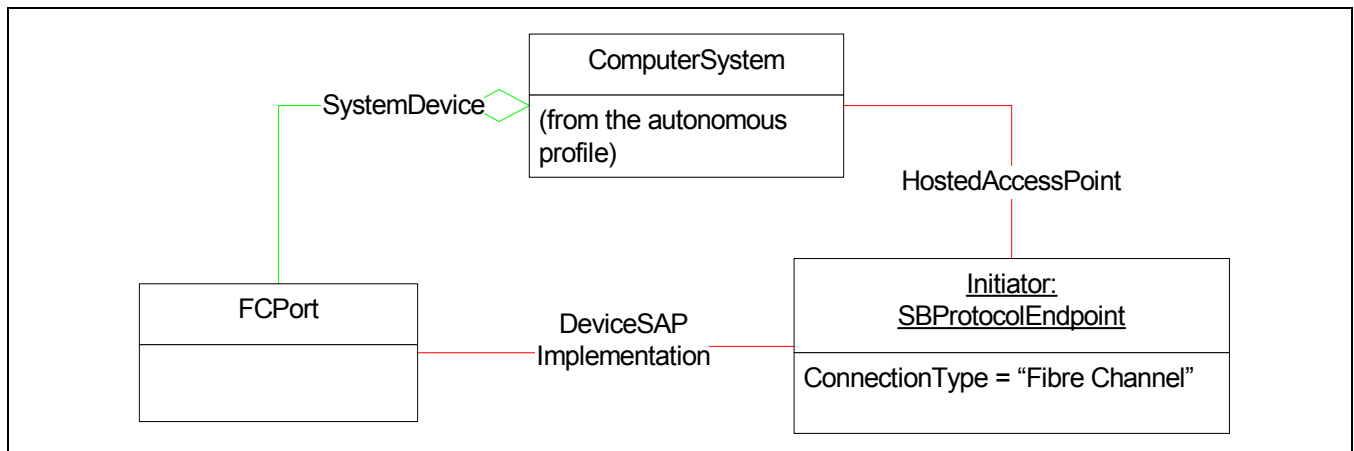 ComputerSystem
(from the autonomous
profile)
SystemDevice
HostedAccessPoint
FCPort
DeviceSAP
Implementation
Initiator:
SBProtocolEndpoint
ConnectionType = “Fibre Channel”